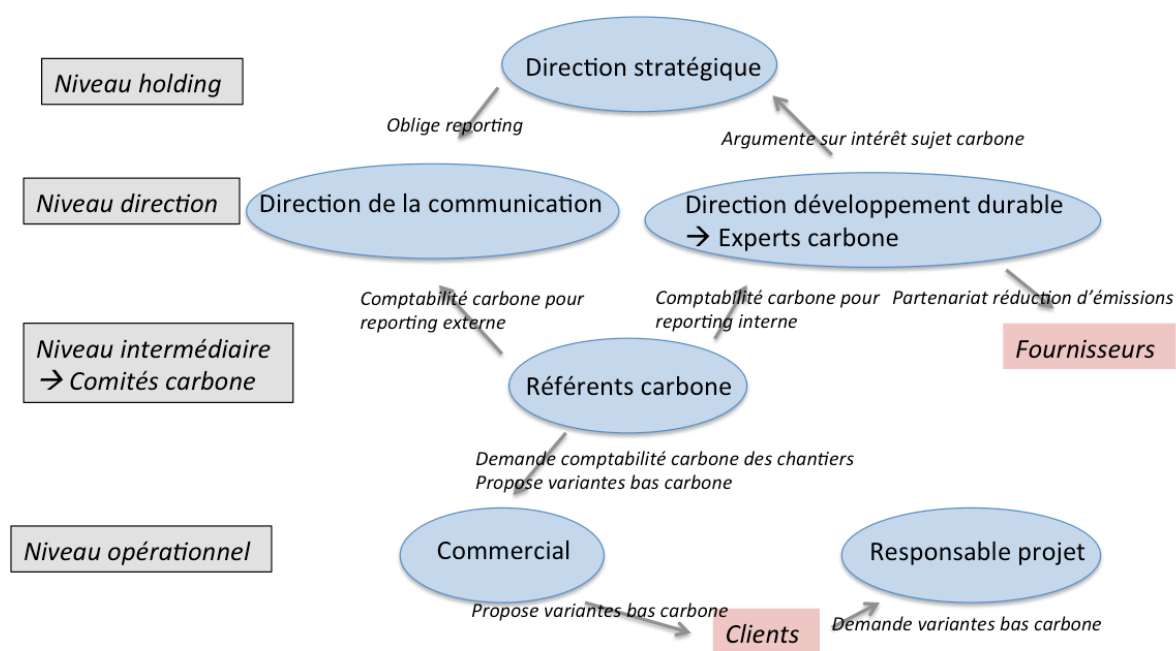 Direction stratégique
Niveau holding
Oblige reporting
Argumente sur intérêt sujet carbone
Niveau direction
Direction de la communication
Direction développement durable
→ Experts carbone
Comptabilité carbone pour
reporting externe
Comptabilité carbone pour
reporting interne
Partenariat réduction d’émissions
Niveau intermédiaire
→ Comités carbone
Référents carbone
Fournisseurs
Demande comptabilité carbone des chantiers
Propose variantes bas carbone
Niveau opérationnel
Commercial
Responsable projet
Propose variantes bas carbone
Clients
Demande variantes bas carbone